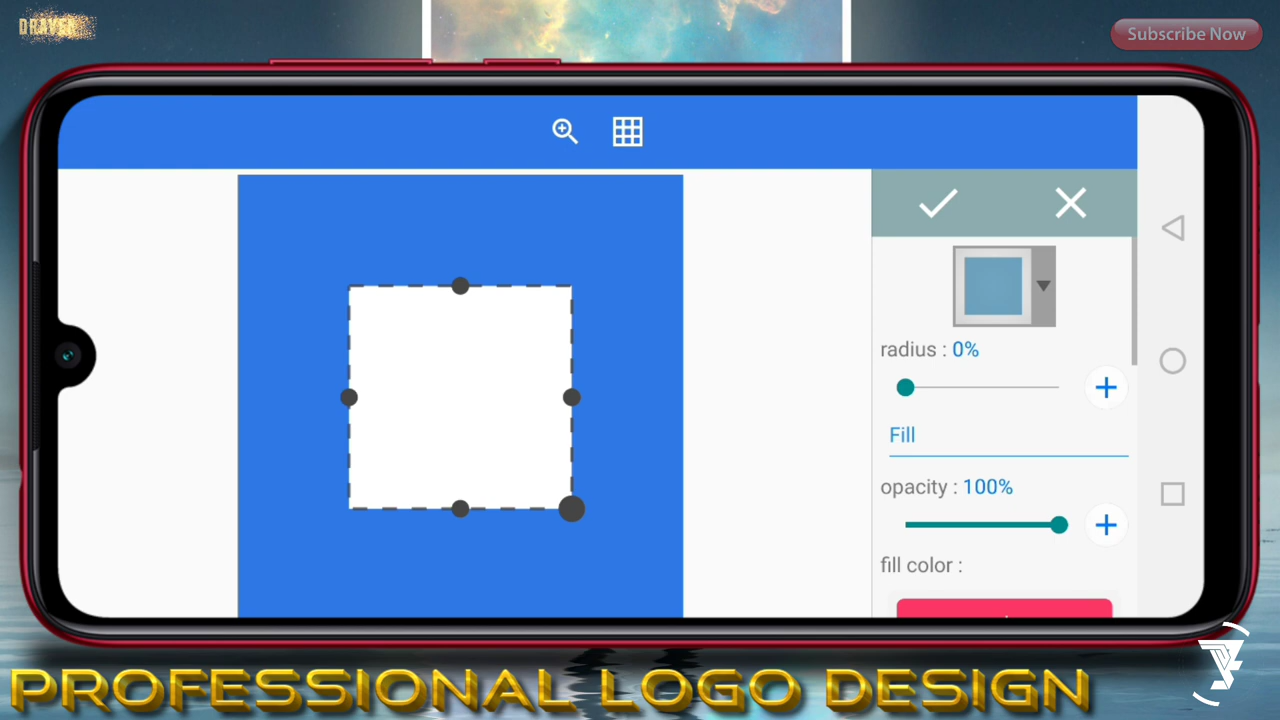 DRAVEN
Subscribe Now
radius : 0%
Fill
opacity : 100%
fill color :
PROFESSIONAL LOGO DESIGN